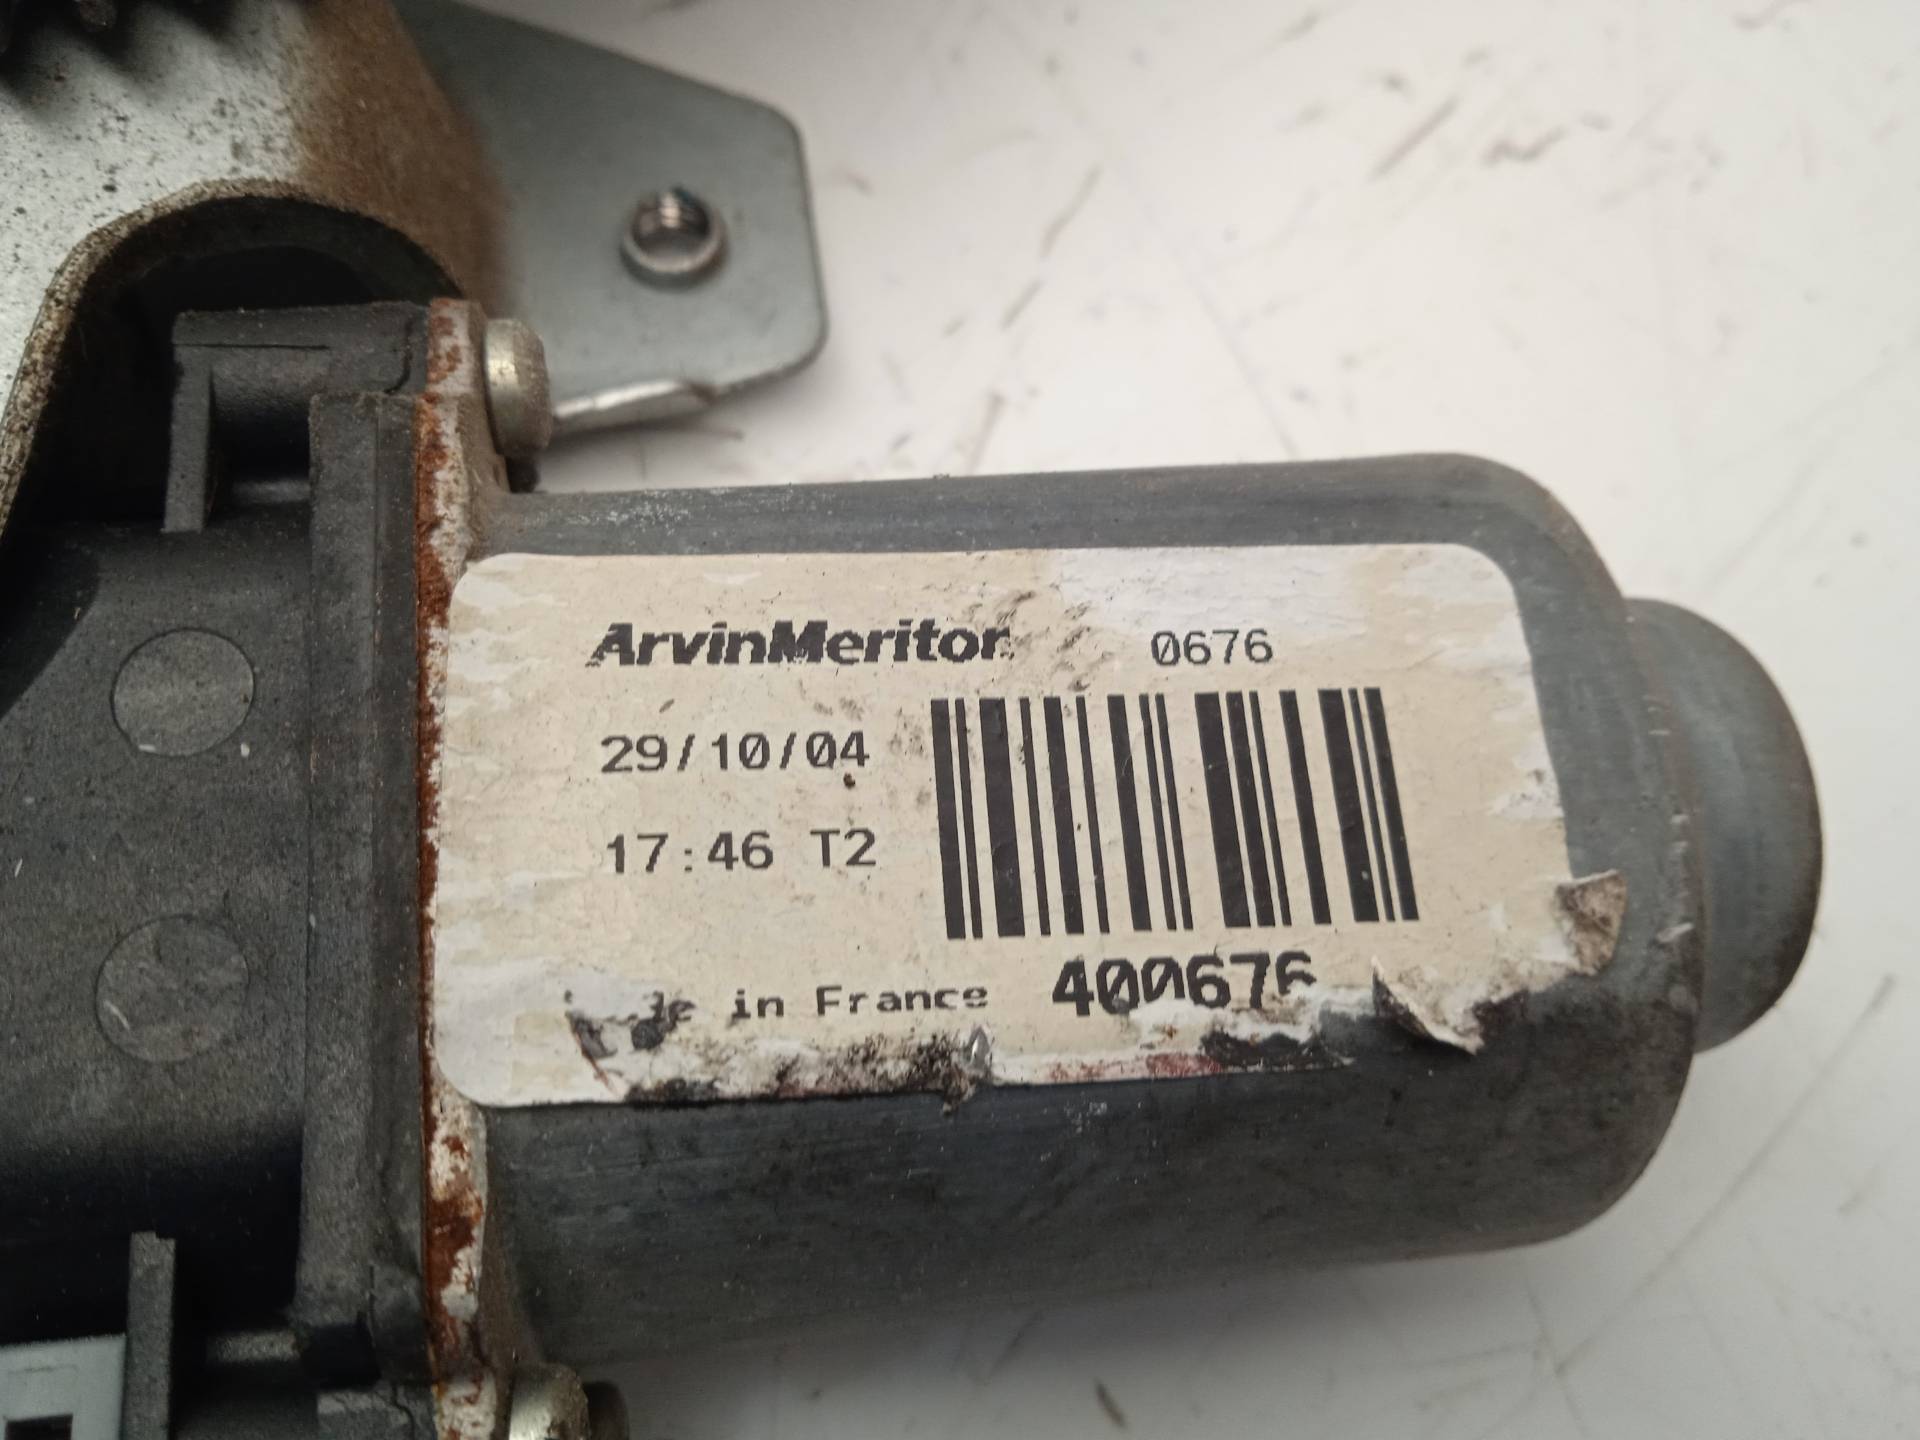 ArvinMeritor 0676
29/10/04
17:46 T2
in France 400676